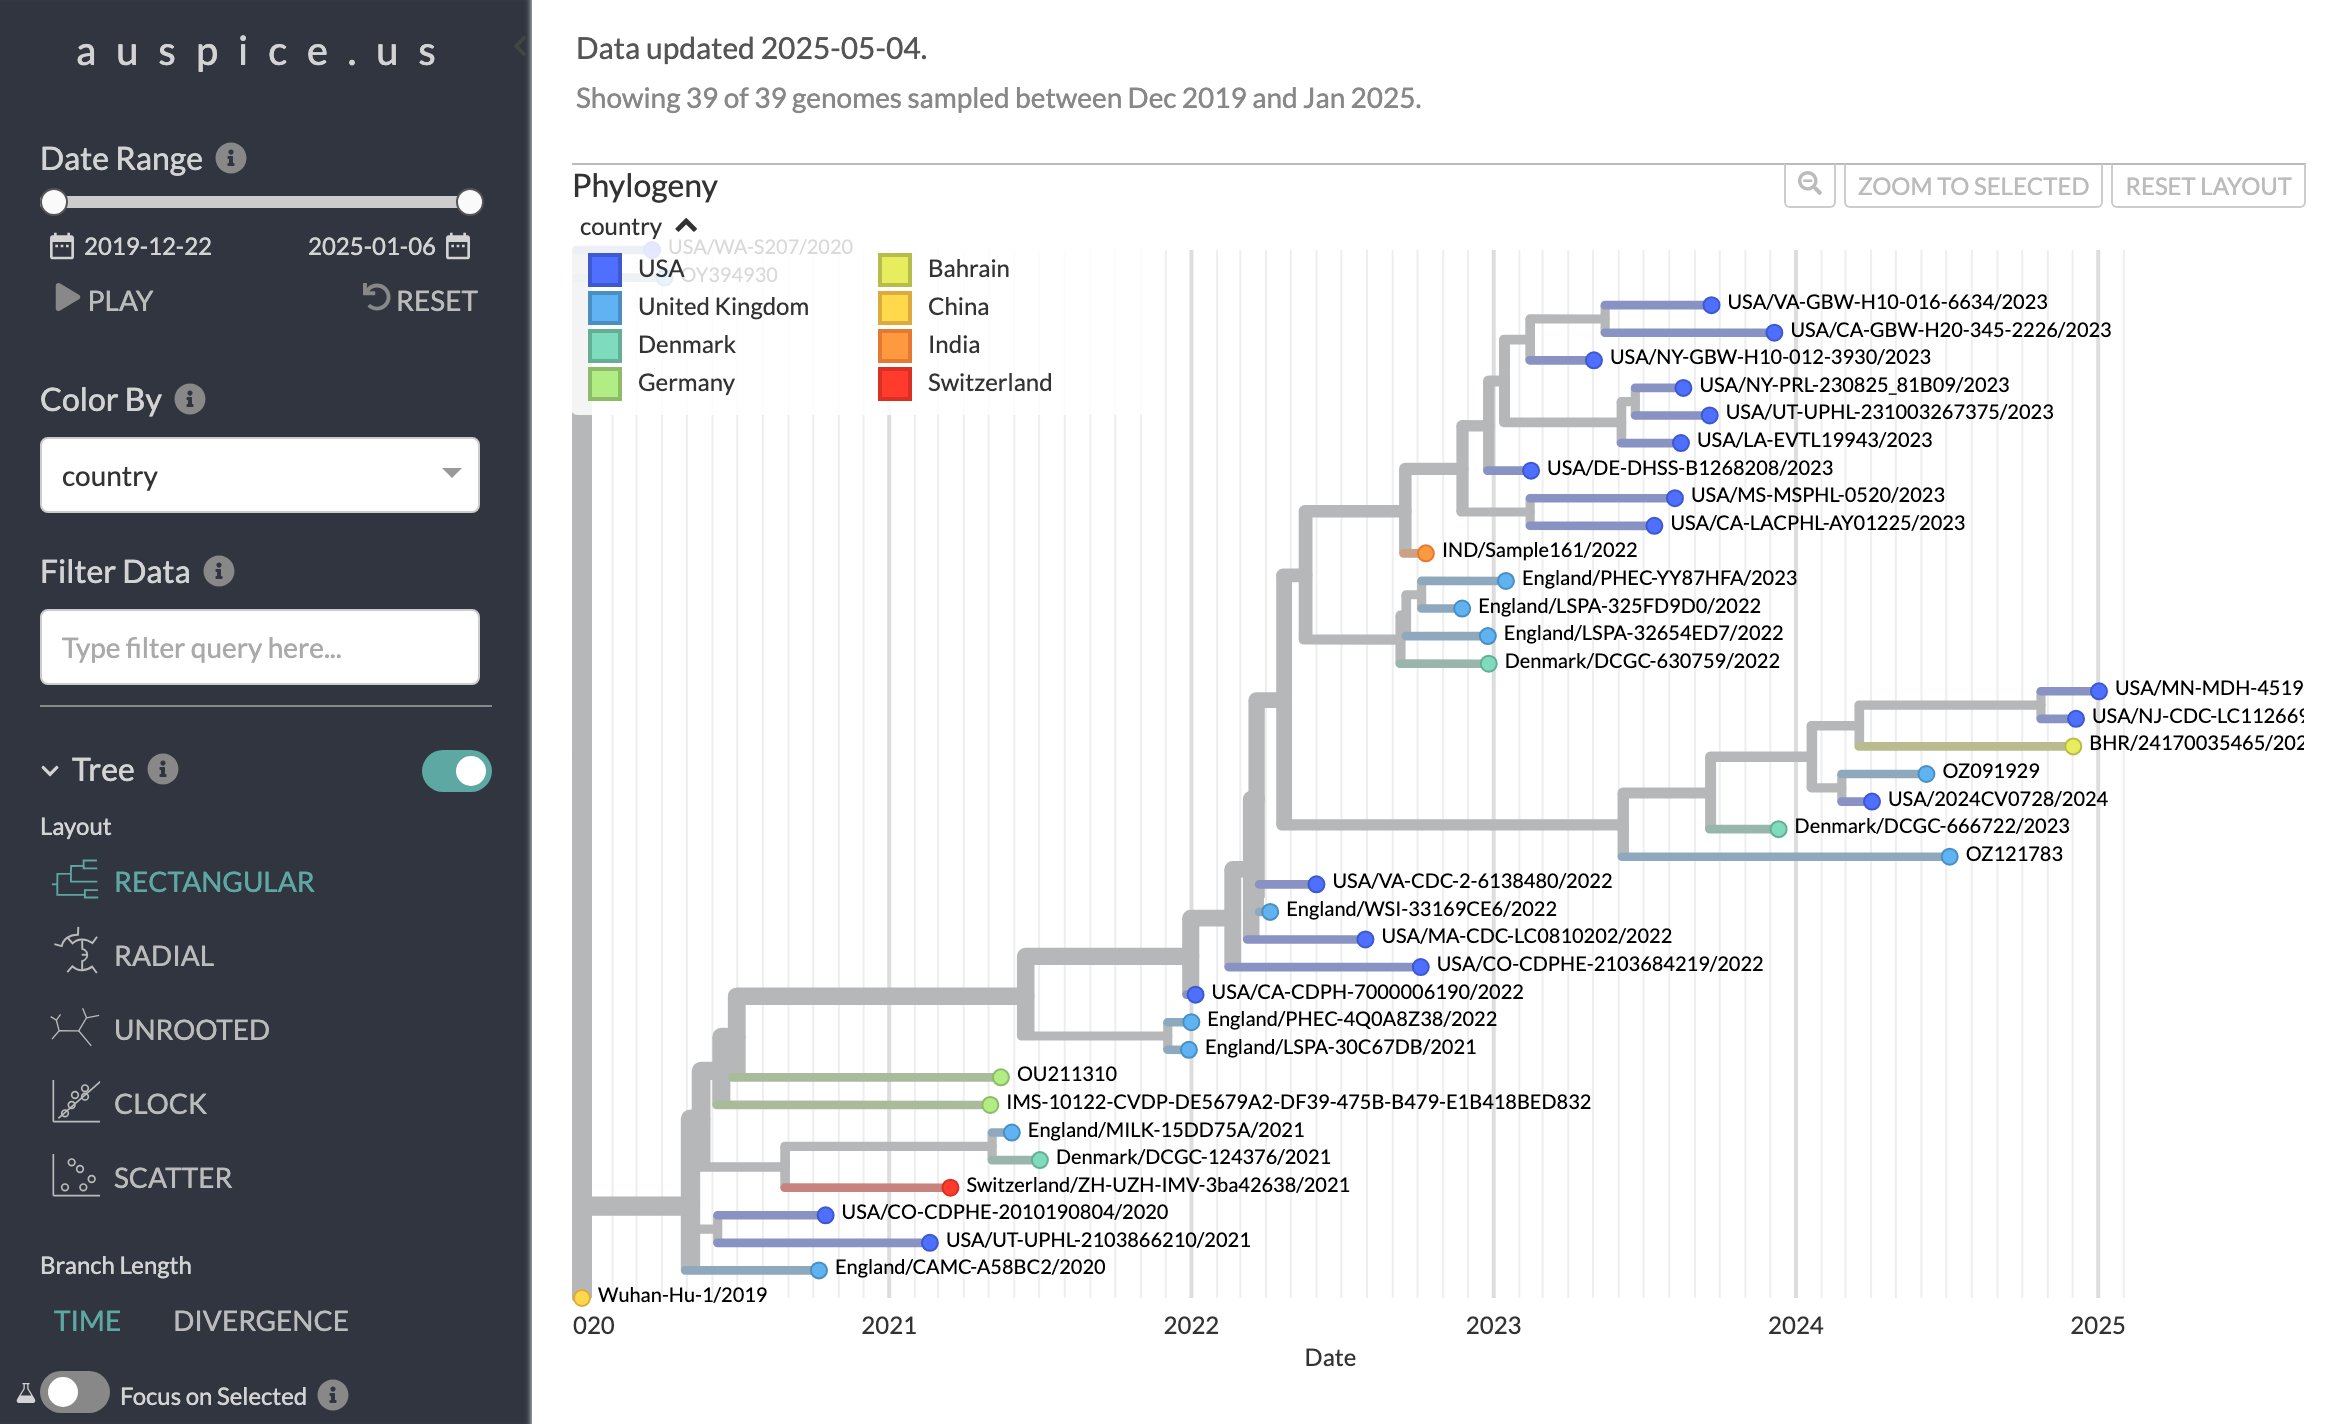 auspice.us
Date Range
2019-12-22
2025-01-06
PLAY
RESET
Color By
country
Filter Data
Type filter query here...
Tree
Layout
RECTANGULAR
RADIAL
UNROOTED
CLOCK
SCATTER
Branch Length
TIME
DIVERGENCE
Focus on Selected
Data updated 2025-05-04.
Showing 39 of 39 genomes sampled between Dec 2019 and Jan 2025.
Phylogeny
ZOOM TO SELECTED
RESET LAYOUT
country
USA/WA-S207/2020
OY394930
USA
United Kingdom
Denmark
Germany
Bahrain
China
India
Switzerland
USA/VA-GBW-H10-016-6634/2023
USA/CA-GBW-H20-345-2226/2023
USA/NY-GBW-H10-012-3930/2023
USA/NY-PRL-230825_81B09/2023
USA/UT-UPHL-231003267375/2023
USA/LA-EVTL19943/2023
USA/DE-DHSS-B1268208/2023
USA/MS-MSPHL-0520/2023
USA/CA-LACPHL-AY01225/2023
IND/Sample161/2022
England/PHEC-YY87HFA/2023
England/LSPA-325FD9D0/2022
England/LSPA-32654ED7/2022
Denmark/DCGC-630759/2022
USA/MN-MDH-4519
USA/NJ-CDC-LC112669
BHR/24170035465/202
OZ091929
USA/2024CV0728/2024
Denmark/DCGC-666722/2023
OZ121783
USA/VA-CDC-2-6138480/2022
England/WSI-33169CE6/2022
USA/MA-CDC-LC0810202/2022
USA/CO-CDPHE-2103684219/2022
USA/CA-CDPH-7000006190/2022
England/PHEC-4Q0A8Z38/2022
England/LSPA-30C67DB/2021
OU211310
IMS-10122-CVDP-DE5679A2-DF39-475B-B479-E1B418BED832
England/MILK-15DD75A/2021
Denmark/DCGC-124376/2021
Switzerland/ZH-UZH-IMV-3ba42638/2021
USA/CO-CDPHE-2010190804/2020
USA/UT-UPHL-2103866210/2021
England/CAMC-A58BC2/2020
Wuhan-Hu-1/2019
020
2021
2022
2023
2024
2025
Date